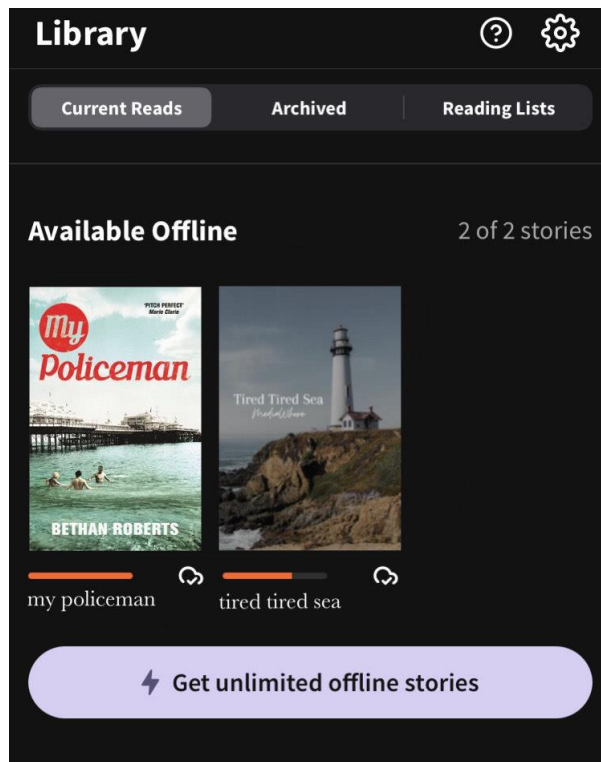 Library
Current Reads Archived Reading Lists
Available Offline 2 of 2 stories
'PITCH PERFECT'
Marie Claire
My
Policeman
BETHAN ROBERTS
Tired Tired Sea
MediaWhore
my policeman
tired tired sea
Get unlimited offline stories